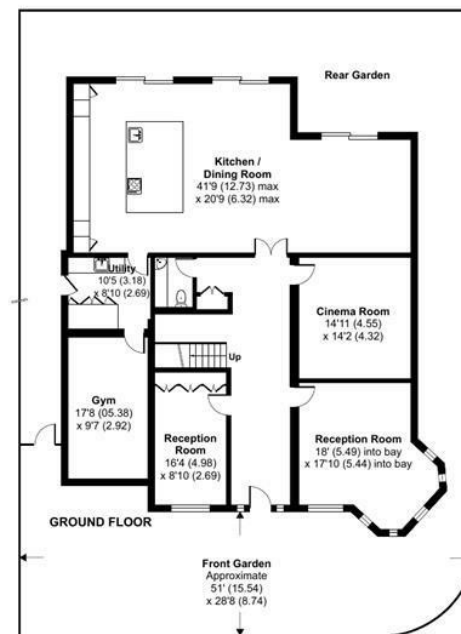 Rear Garden
Kitchen /
Dining Room
41'9 (12.73) max
x 20'9 (6.32) max
Utility
10'5 (3.18)
x 8'10 (2.69)
Cinema Room
14'11 (4.55)
x 14'2 (4.32)
Up
Gym
17'8 (05.38)
x 9'7 (2.92)
Reception
Room
16'4 (4.98)
x 8'10 (2.69)
Reception Room
18' (5.49) into bay
x 17'10 (5.44) into bay
GROUND FLOOR
Front Garden
Approximate
51' (15.54)
x 28'8 (8.74)